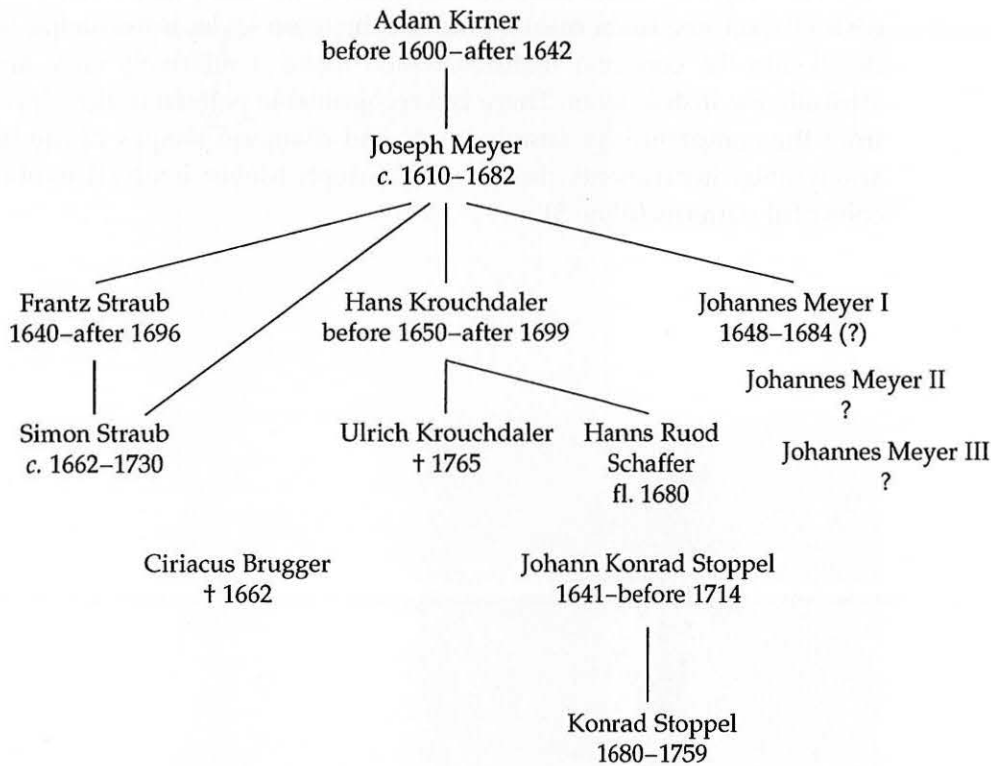 Adam Kirner
before 1600–after 1642
Joseph Meyer
c. 1610–1682
Frantz Straub
1640–after 1696
Hans Krouchdaler
before 1650–after 1699
Johannes Meyer I
1648–1684 (?)
Johannes Meyer II
?
Simon Straub
c. 1662–1730
Ulrich Krouchdaler
† 1765
Hanns Ruod
Schaffer
fl. 1680
Johannes Meyer III
?
Ciriacus Brugger
† 1662
Johann Konrad Stoppel
1641–before 1714
Konrad Stoppel
1680–1759